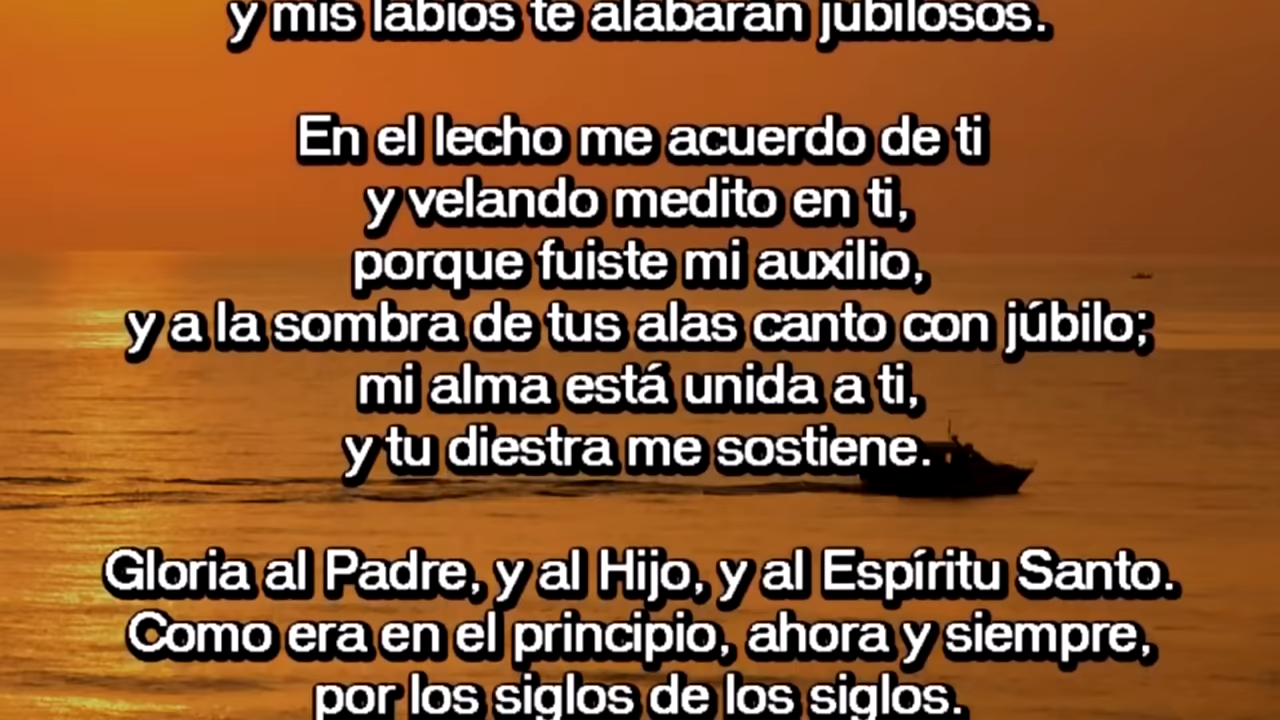 y mis labios te alabarán jubilosos.
En el lecho me acuerdo de ti
y velando medito en ti,
porque fuiste mi auxilio,
y a la sombra de tus alas canto con júbilo;
mi alma está unida a ti,
y tu diestra me sostiene.
Gloria al Padre, y al Hijo, y al Espíritu Santo.
Como era en el principio, ahora y siempre,
por los siglos de los siglos.